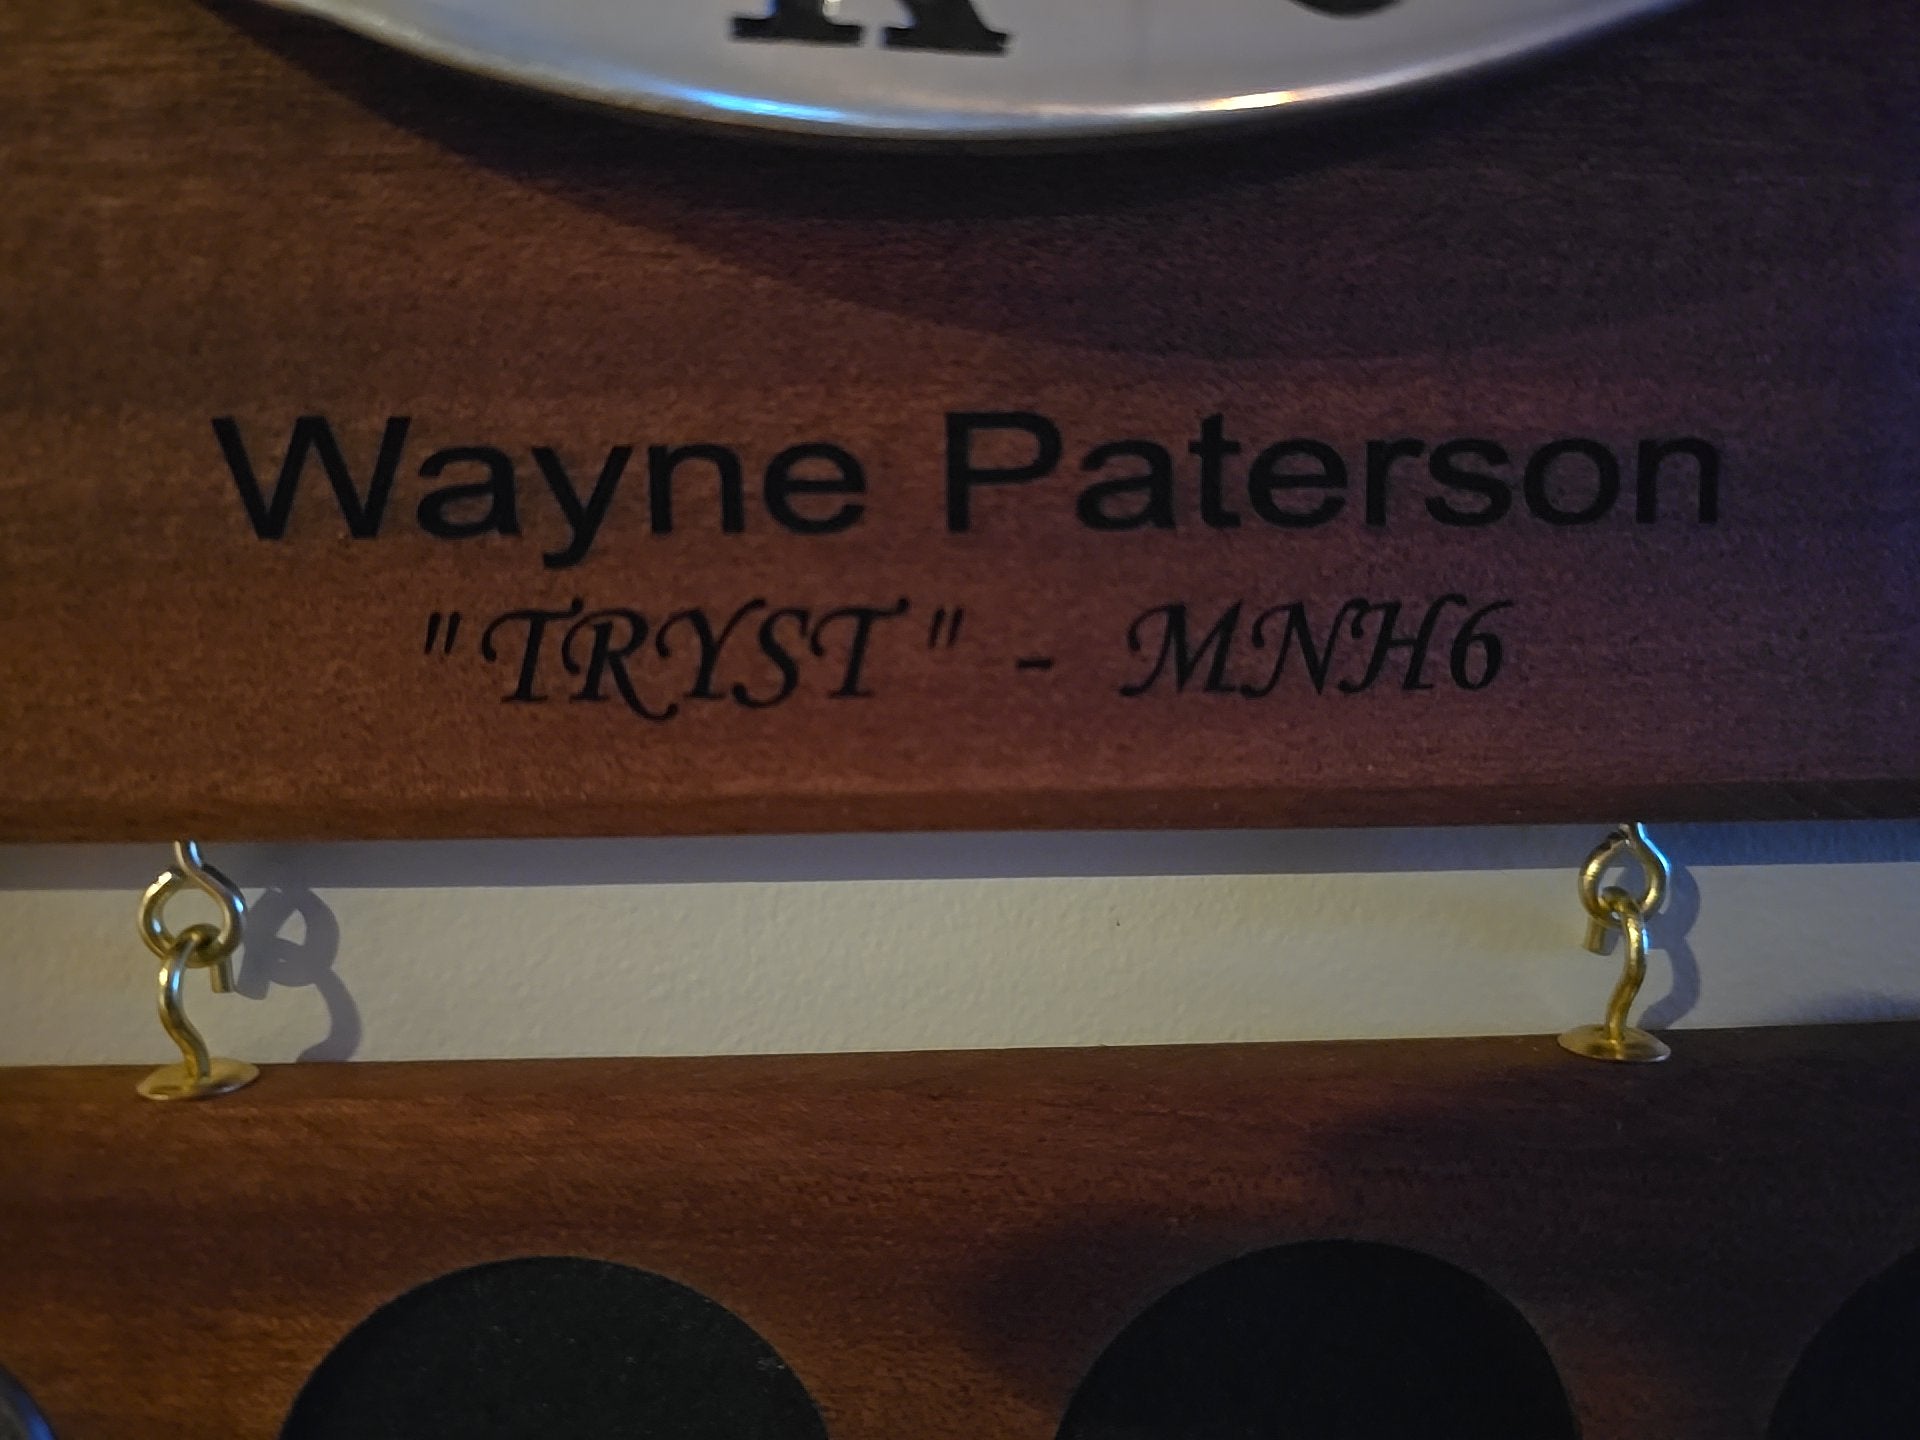 Wayne Paterson
"TRYST" - MNH6